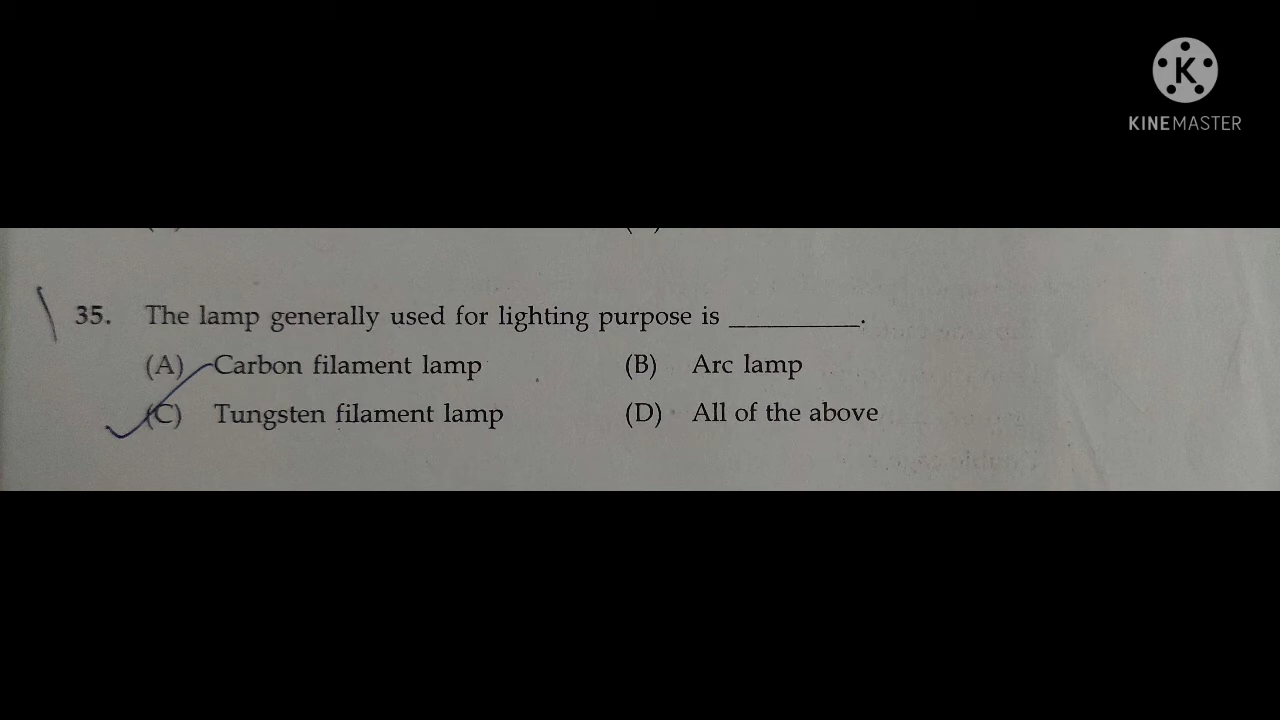 KINEMASTER
35. The lamp generally used for lighting purpose is __________.
(A) Carbon filament lamp (B) Arc lamp
(C) Tungsten filament lamp (D) All of the above